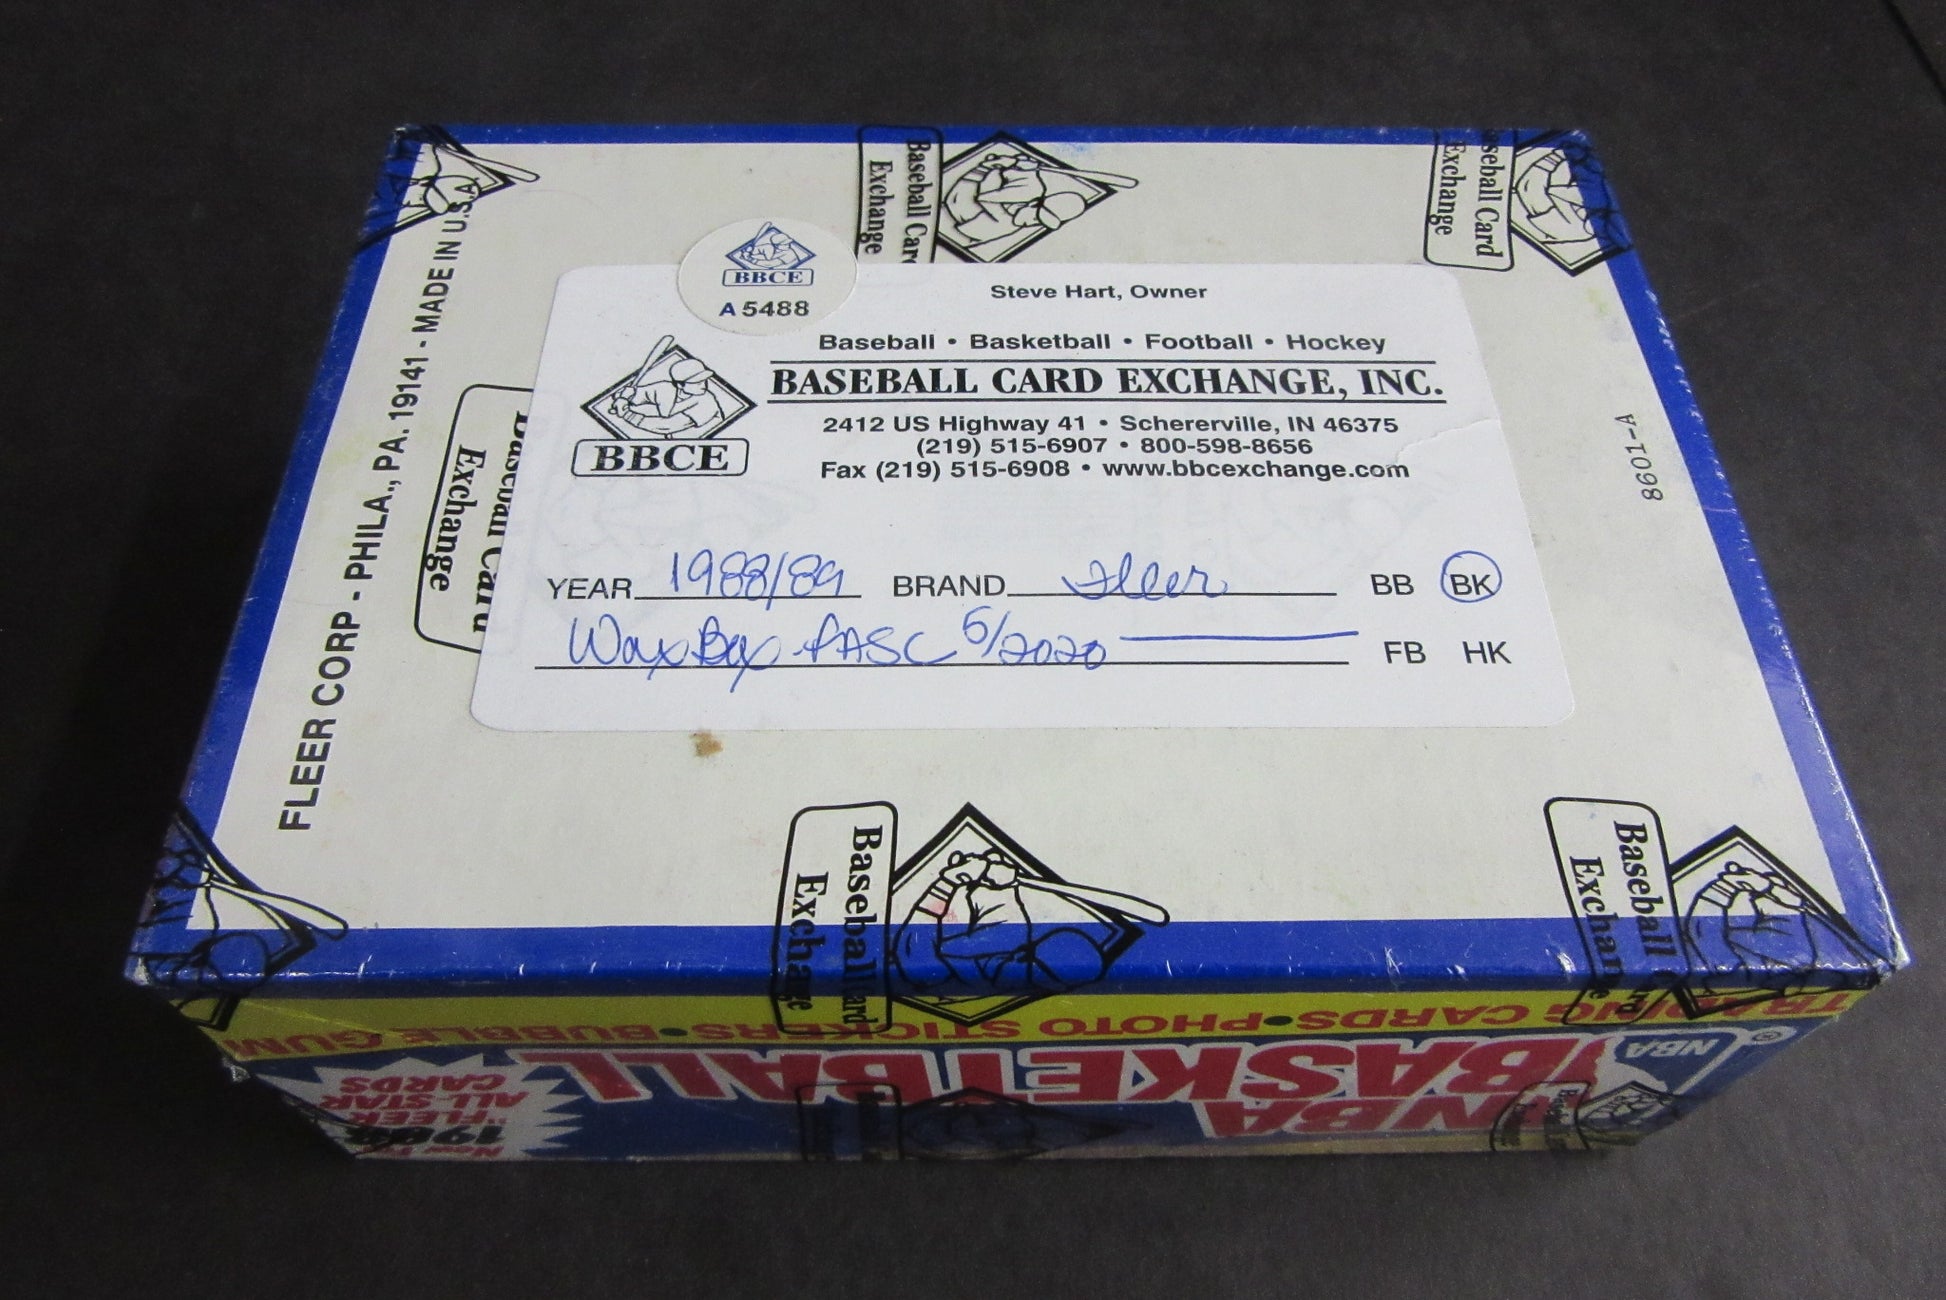 Baseball Card
Exchange
Baseball Card
Exchange
BBCE
A 5488
Steve Hart, Owner
Baseball • Basketball • Football • Hockey
BASEBALL CARD EXCHANGE, INC.
2412 US Highway 41 • Schererville, IN 46375
(219) 515-6907 • 800-598-8656
Fax (219) 515-6908 • www.bbcexchange.com
BBCE
YEAR 1988/89 BRAND Fleer BB BK
Wax Box FASC 5/2020 FB HK
FLEER CORP - PHILA., PA. 19141 - MADE IN U.S.A.
Baseball Card
Exchange
8601-A
Baseball Card
Exchange
Baseball Card
Exchange
TRADING CARDS•PHOTO STICKERS•BUBBLE GUM
NBA
NBA
BASKETBALL
1988
FLEER
ALL-STAR
CARDS